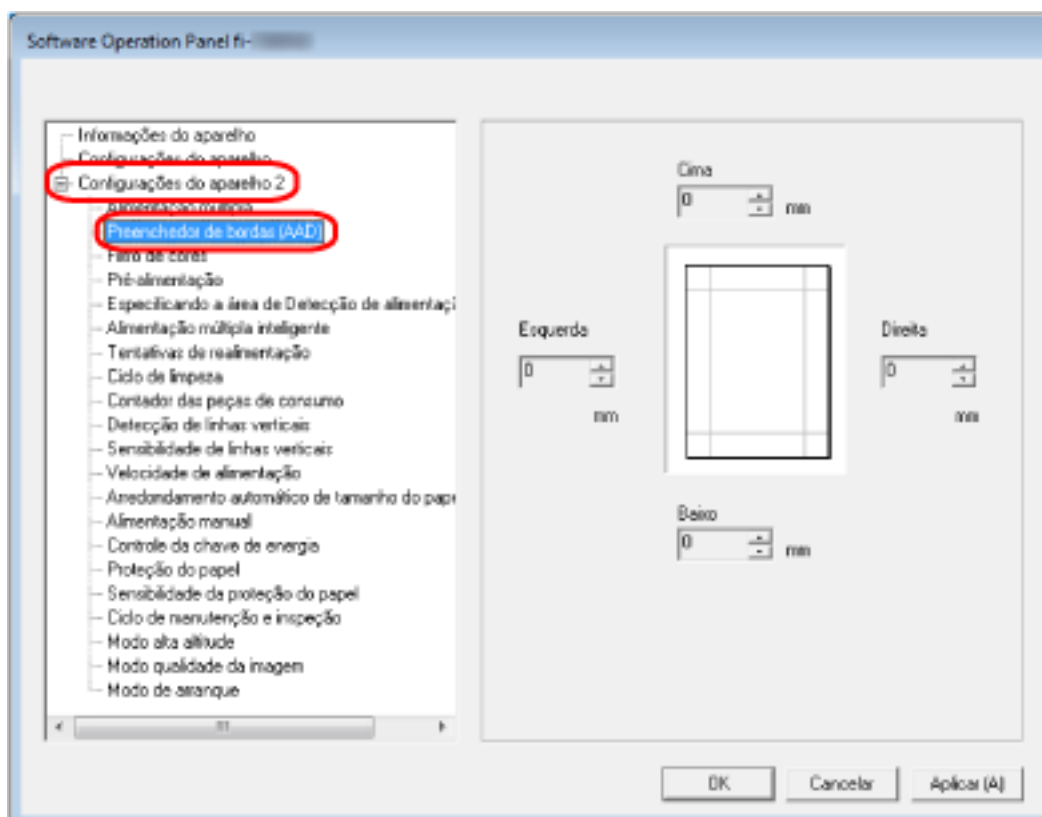 Software Operation Panel fi-
Informações do aparelho
Configurações do aparelho
Configurações do aparelho 2
Alimentação múltipla
Preenchedor de bordas (AAD)
Filtro de cores
Pré-alimentação
Especificando a área de Detecção de alimentaçã
Alimentação múltipla inteligente
Tentativas de realimentação
Ciclo de limpeza
Contador das peças de consumo
Detecção de linhas verticais
Sensibilidade de linhas verticais
Velocidade de alimentação
Arredondamento automático de tamanho do pape
Alimentação manual
Controle da chave de energia
Proteção do papel
Sensibilidade da proteção do papel
Ciclo de manutenção e inspeção
Modo alta altitude
Modo qualidade da imagem
Modo de arranque
Cima
0 mm
Esquerda
0
mm
Direita
0
mm
Baixo
0 mm
OK Cancelar Aplicar (A)